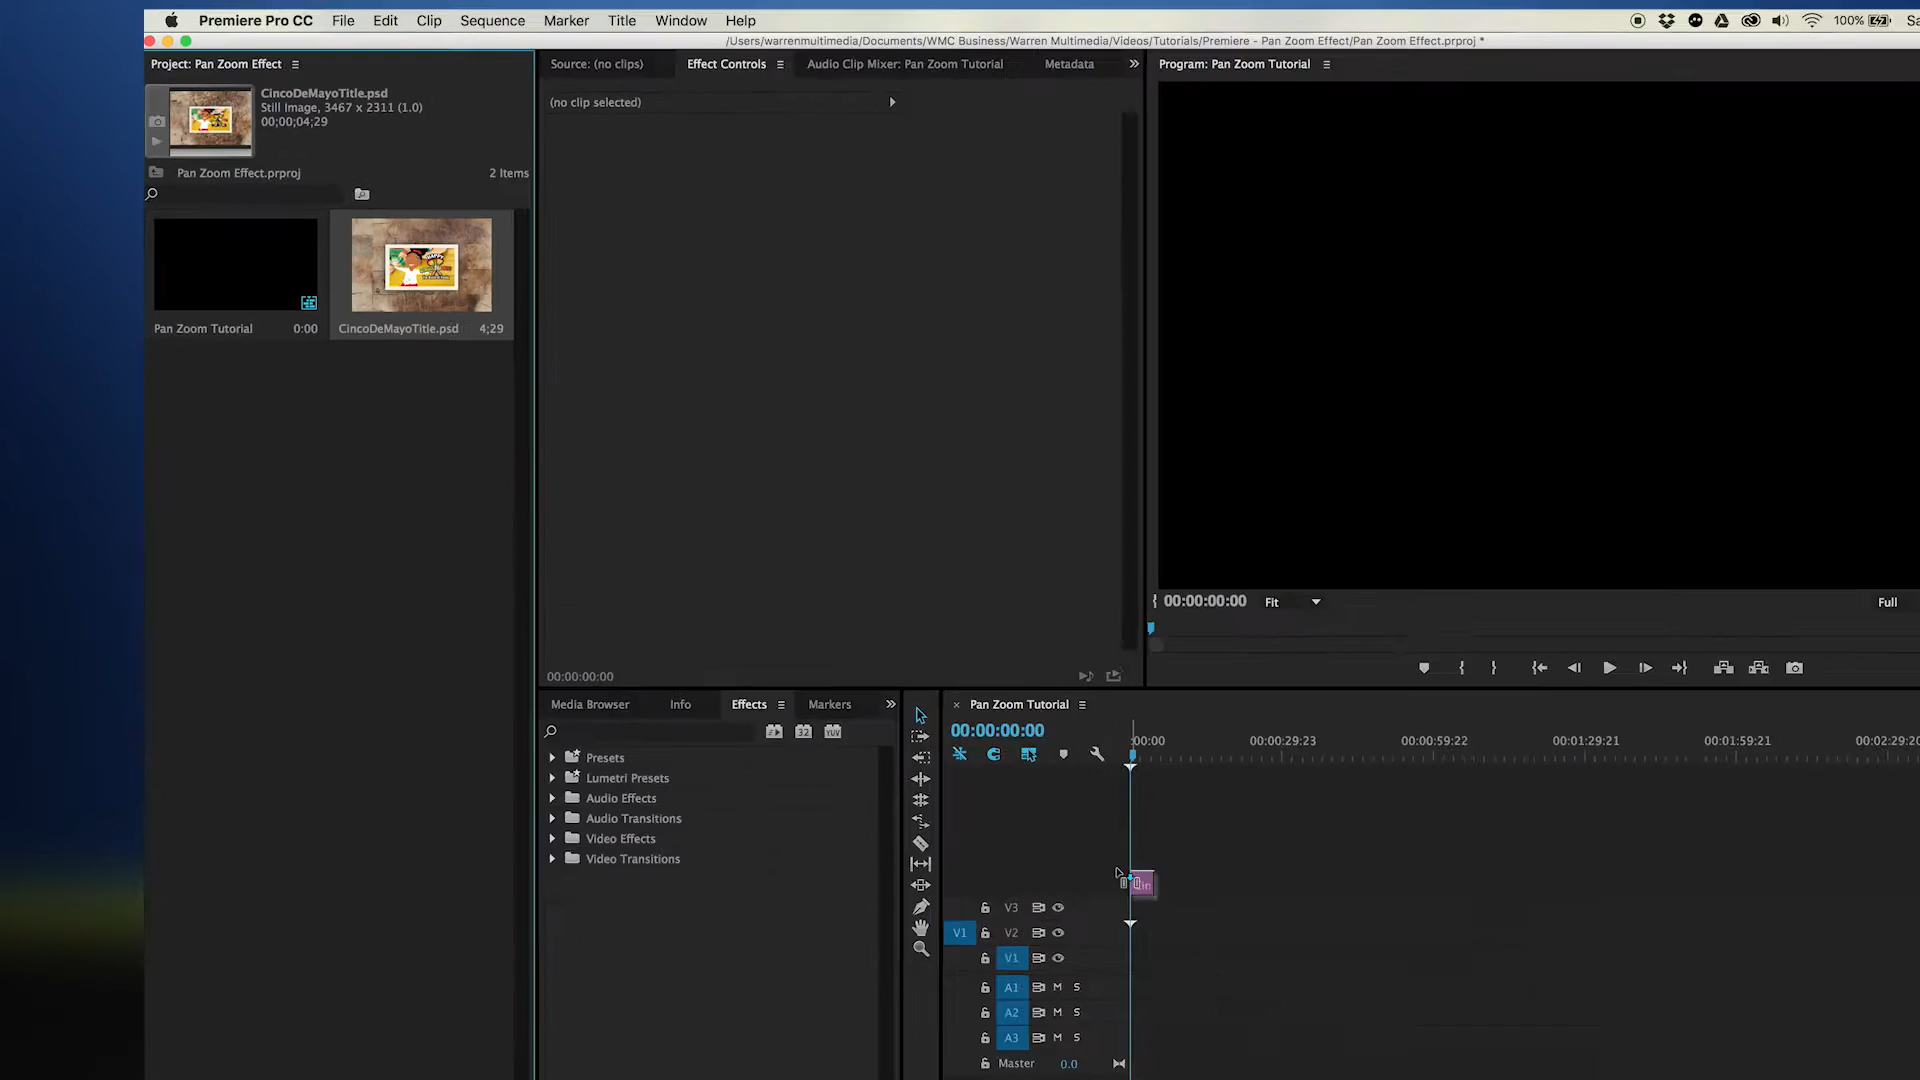 Premiere Pro CC File Edit Clip Sequence Marker Title Window Help 100%
/Users/warrenmultimedia/Documents/WMC Business/Warren Multimedia/Videos/Tutorials/Premiere - Pan Zoom Effect/Pan Zoom Effect.prproj *
Project: Pan Zoom Effect
CincoDeMayoTitle.psd
Still Image, 3467 x 2311 (1.0)
00;00;04;29
Pan Zoom Effect.prproj 2 Items
Pan Zoom Tutorial 0:00
CincoDeMayoTitle.psd 4;29
Source: (no clips) Effect Controls Audio Clip Mixer: Pan Zoom Tutorial Metadata
(no clip selected)
00:00:00:00
Program: Pan Zoom Tutorial
00:00:00:00 Fit Full
Media Browser Info Effects Markers
32 YUV
Presets
Lumetri Presets
Audio Effects
Audio Transitions
Video Effects
Video Transitions
Pan Zoom Tutorial
00:00:00:00
:00:00 00:00:29:23 00:00:59:22 00:01:29:21 00:01:59:21 00:02:29:20
V3
V1 V2
V1
A1 M S
A2 M S
A3 M S
Master 0.0